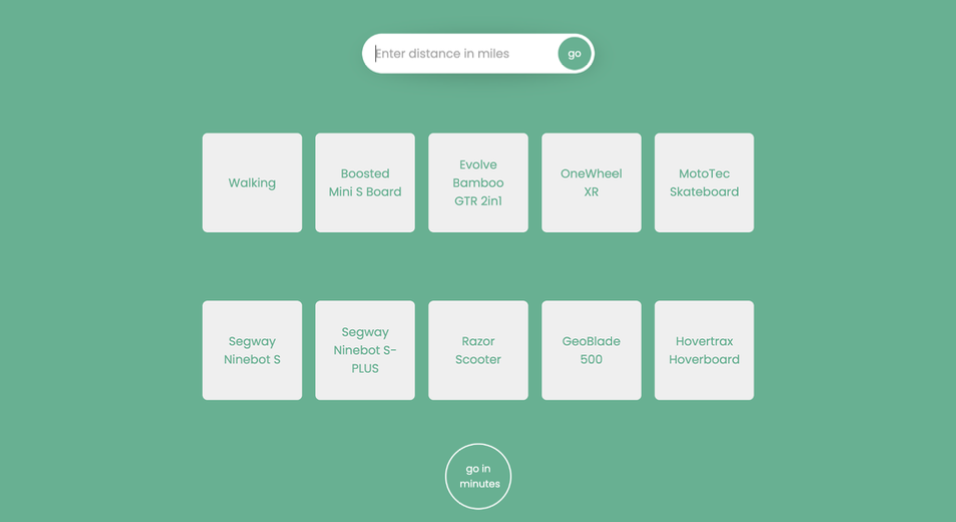 Enter distance in miles
go
Walking
Boosted
Mini S Board
Evolve
Bamboo
GTR 2in1
OneWheel
XR
MotoTec
Skateboard
Segway
Ninebot S
Segway
Ninebot S-
PLUS
Razor
Scooter
GeoBlade
500
Hovertrax
Hoverboard
go in
minutes